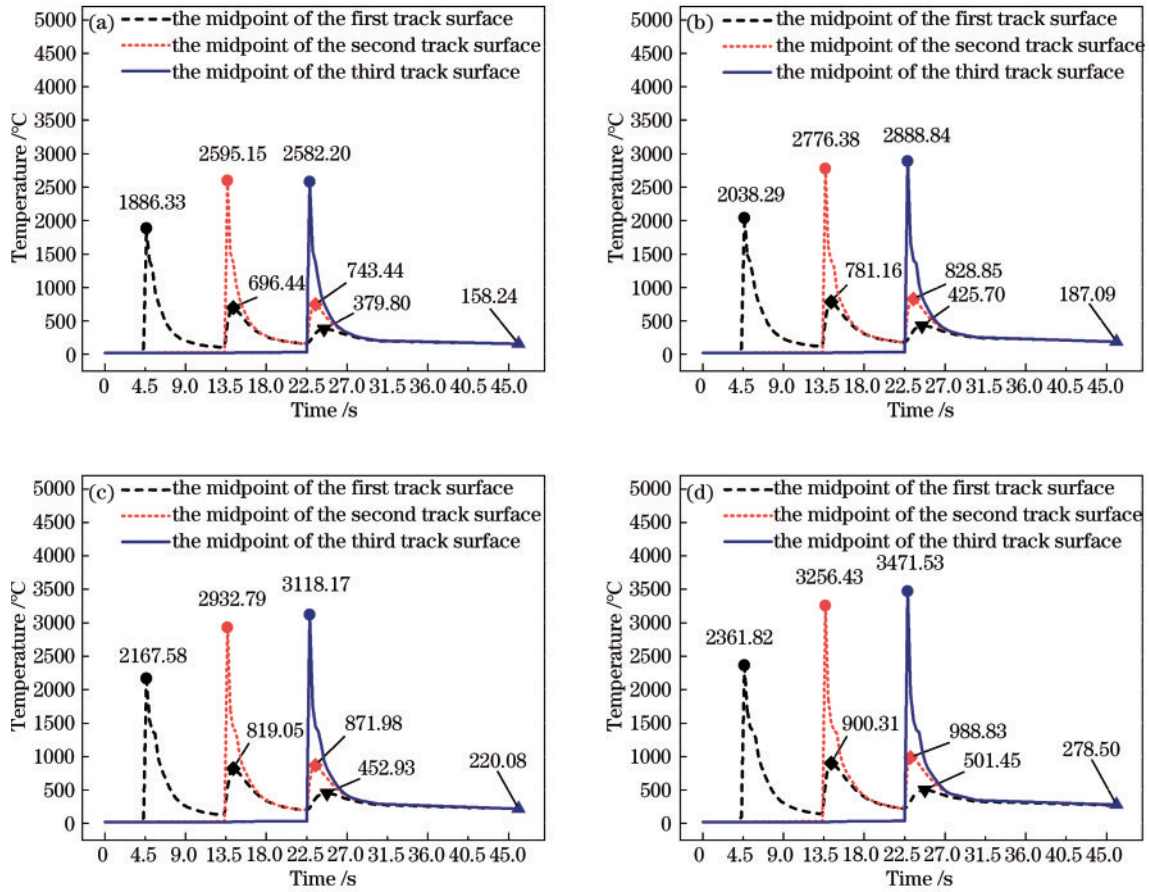 (a)
the midpoint of the first track surface
the midpoint of the second track surface
the midpoint of the third track surface
5000
4500
4000
3500
3000
2500
2000
1500
1000
500
0
Temperature /°C
1886.33
2595.15
2582.20
696.44
743.44
379.80
158.24
0 4.5 9.0 13.5 18.0 22.5 27.0 31.5 36.0 40.5 45.0
Time /s
(b)
the midpoint of the first track surface
the midpoint of the second track surface
the midpoint of the third track surface
5000
4500
4000
3500
3000
2500
2000
1500
1000
500
0
Temperature /°C
2038.29
2776.38
2888.84
781.16
828.85
425.70
187.09
0 4.5 9.0 13.5 18.0 22.5 27.0 31.5 36.0 40.5 45.0
Time /s
(c)
the midpoint of the first track surface
the midpoint of the second track surface
the midpoint of the third track surface
5000
4500
4000
3500
3000
2500
2000
1500
1000
500
0
Temperature /°C
2167.58
2932.79
3118.17
819.05
871.98
452.93
220.08
0 4.5 9.0 13.5 18.0 22.5 27.0 31.5 36.0 40.5 45.0
Time /s
(d)
the midpoint of the first track surface
the midpoint of the second track surface
the midpoint of the third track surface
5000
4500
4000
3500
3000
2500
2000
1500
1000
500
0
Temperature /°C
2361.82
3256.43
3471.53
900.31
988.83
501.45
278.50
0 4.5 9.0 13.5 18.0 22.5 27.0 31.5 36.0 40.5 45.0
Time /s